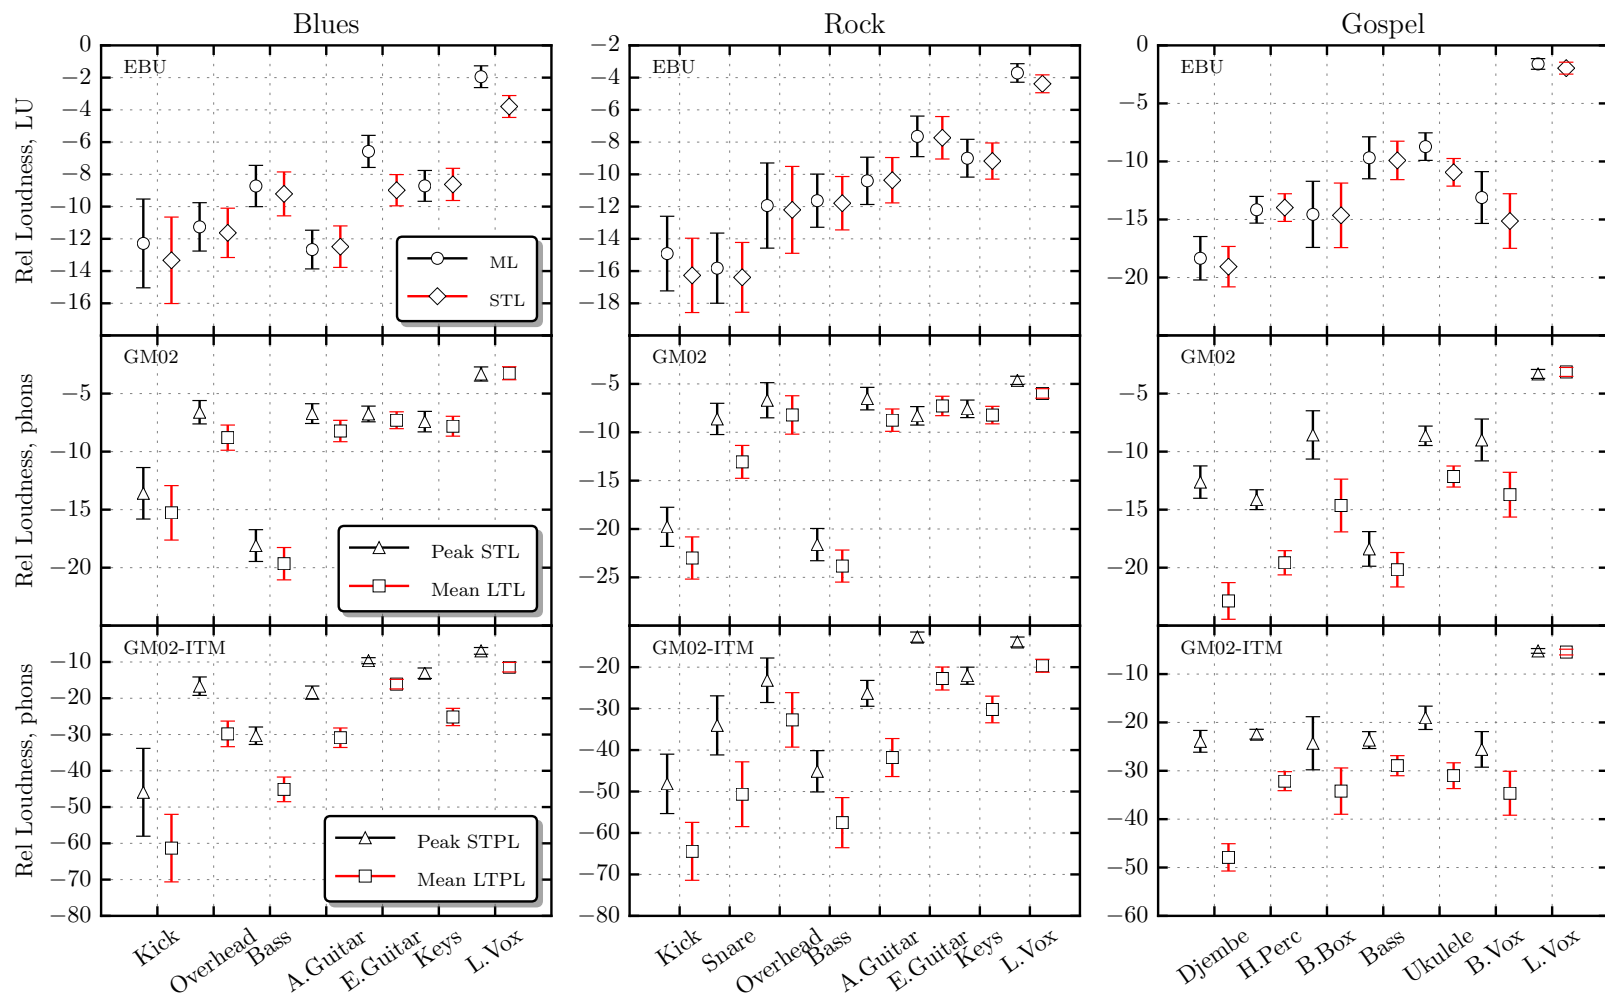 Blues
Rock
Gospel
Rel Loudness, LU
0
−2
−4
−6
−8
−10
−12
−14
−16
EBU
ML
STL
−2
−4
−6
−8
−10
−12
−14
−16
−18
EBU
0
−5
−10
−15
−20
EBU
Rel Loudness, phons
−5
−10
−15
−20
GM02
Peak STL
Mean LTL
−5
−10
−15
−20
−25
GM02
−5
−10
−15
−20
GM02
Rel Loudness, phons
−10
−20
−30
−40
−50
−60
−70
−80
GM02-ITM
Peak STPL
Mean LTPL
−20
−30
−40
−50
−60
−70
−80
GM02-ITM
−10
−20
−30
−40
−50
−60
GM02-ITM
Kick
Overhead
Bass
A.Guitar
E.Guitar
Keys
L.Vox
Kick
Snare
Overhead
Bass
A.Guitar
E.Guitar
Keys
L.Vox
Djembe
H.Perc
B.Box
Bass
Ukulele
B.Vox
L.Vox